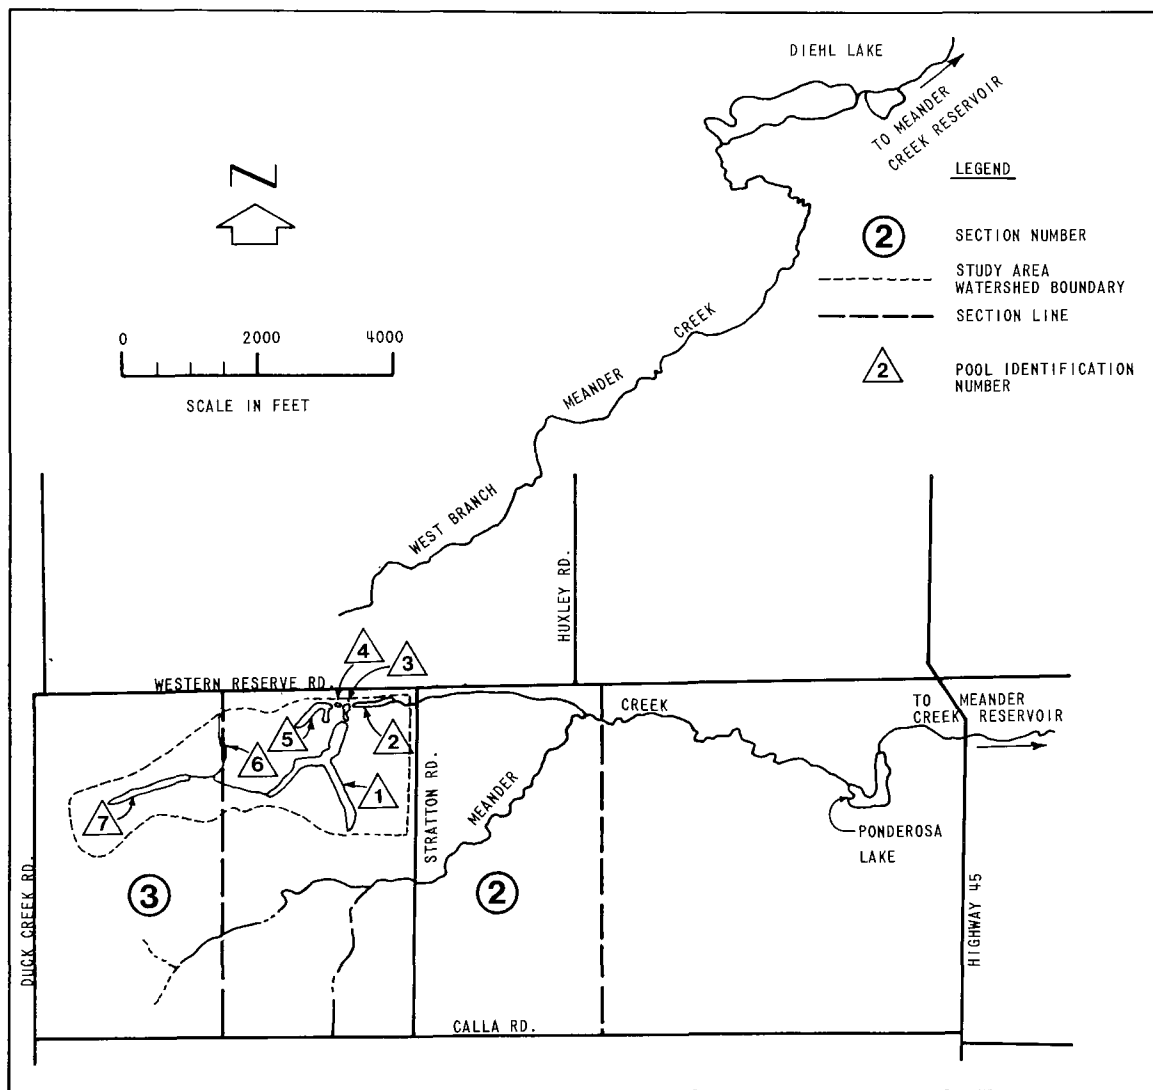 DIEHL LAKE
TO MEANDER
CREEK RESERVOIR
N
LEGEND
2
SECTION NUMBER
STUDY AREA
WATERSHED BOUNDARY
SECTION LINE
2
POOL IDENTIFICATION
NUMBER
0 2000 4000
SCALE IN FEET
WEST BRANCH MEANDER CREEK
HUXLEY RD.
WESTERN RESERVE RD.
4
3
5
2
6
1
7
STRATTON RD.
MEANDER CREEK
TO MEANDER
CREEK RESERVOIR
PONDEROSA
LAKE
3
2
DUCK CREEK RD.
HIGHWAY 45
CALLA RD.